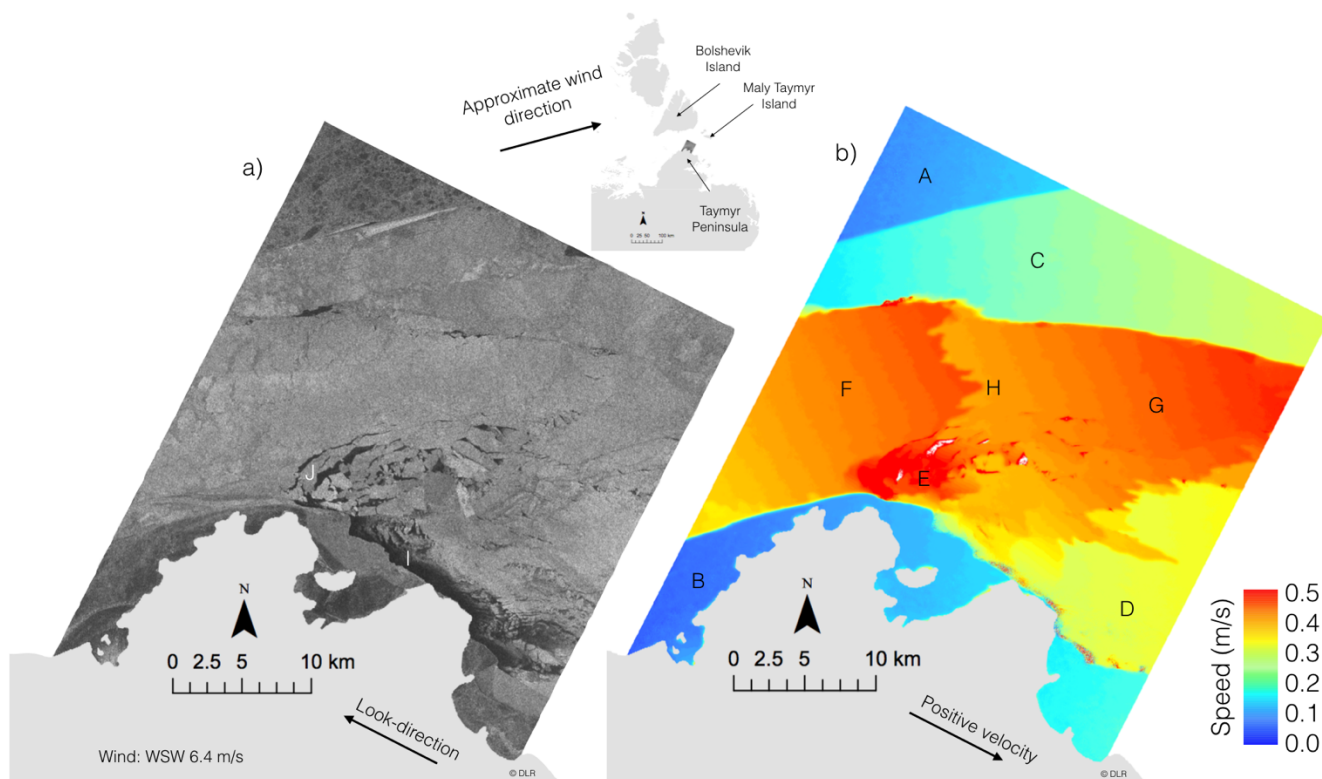 Bolshevik
Island
Approximate wind
direction
Maly Taymyr
Island
Taymyr
Peninsula
N
0 25 50 100 km
a)
J
I
N
0 2.5 5 10 km
Look-direction
Wind: WSW 6.4 m/s
© DLR
b)
A
C
F
H
G
E
B
D
N
0 2.5 5 10 km
Positive velocity
© DLR
Speed (m/s)
0.5
0.4
0.3
0.2
0.1
0.0